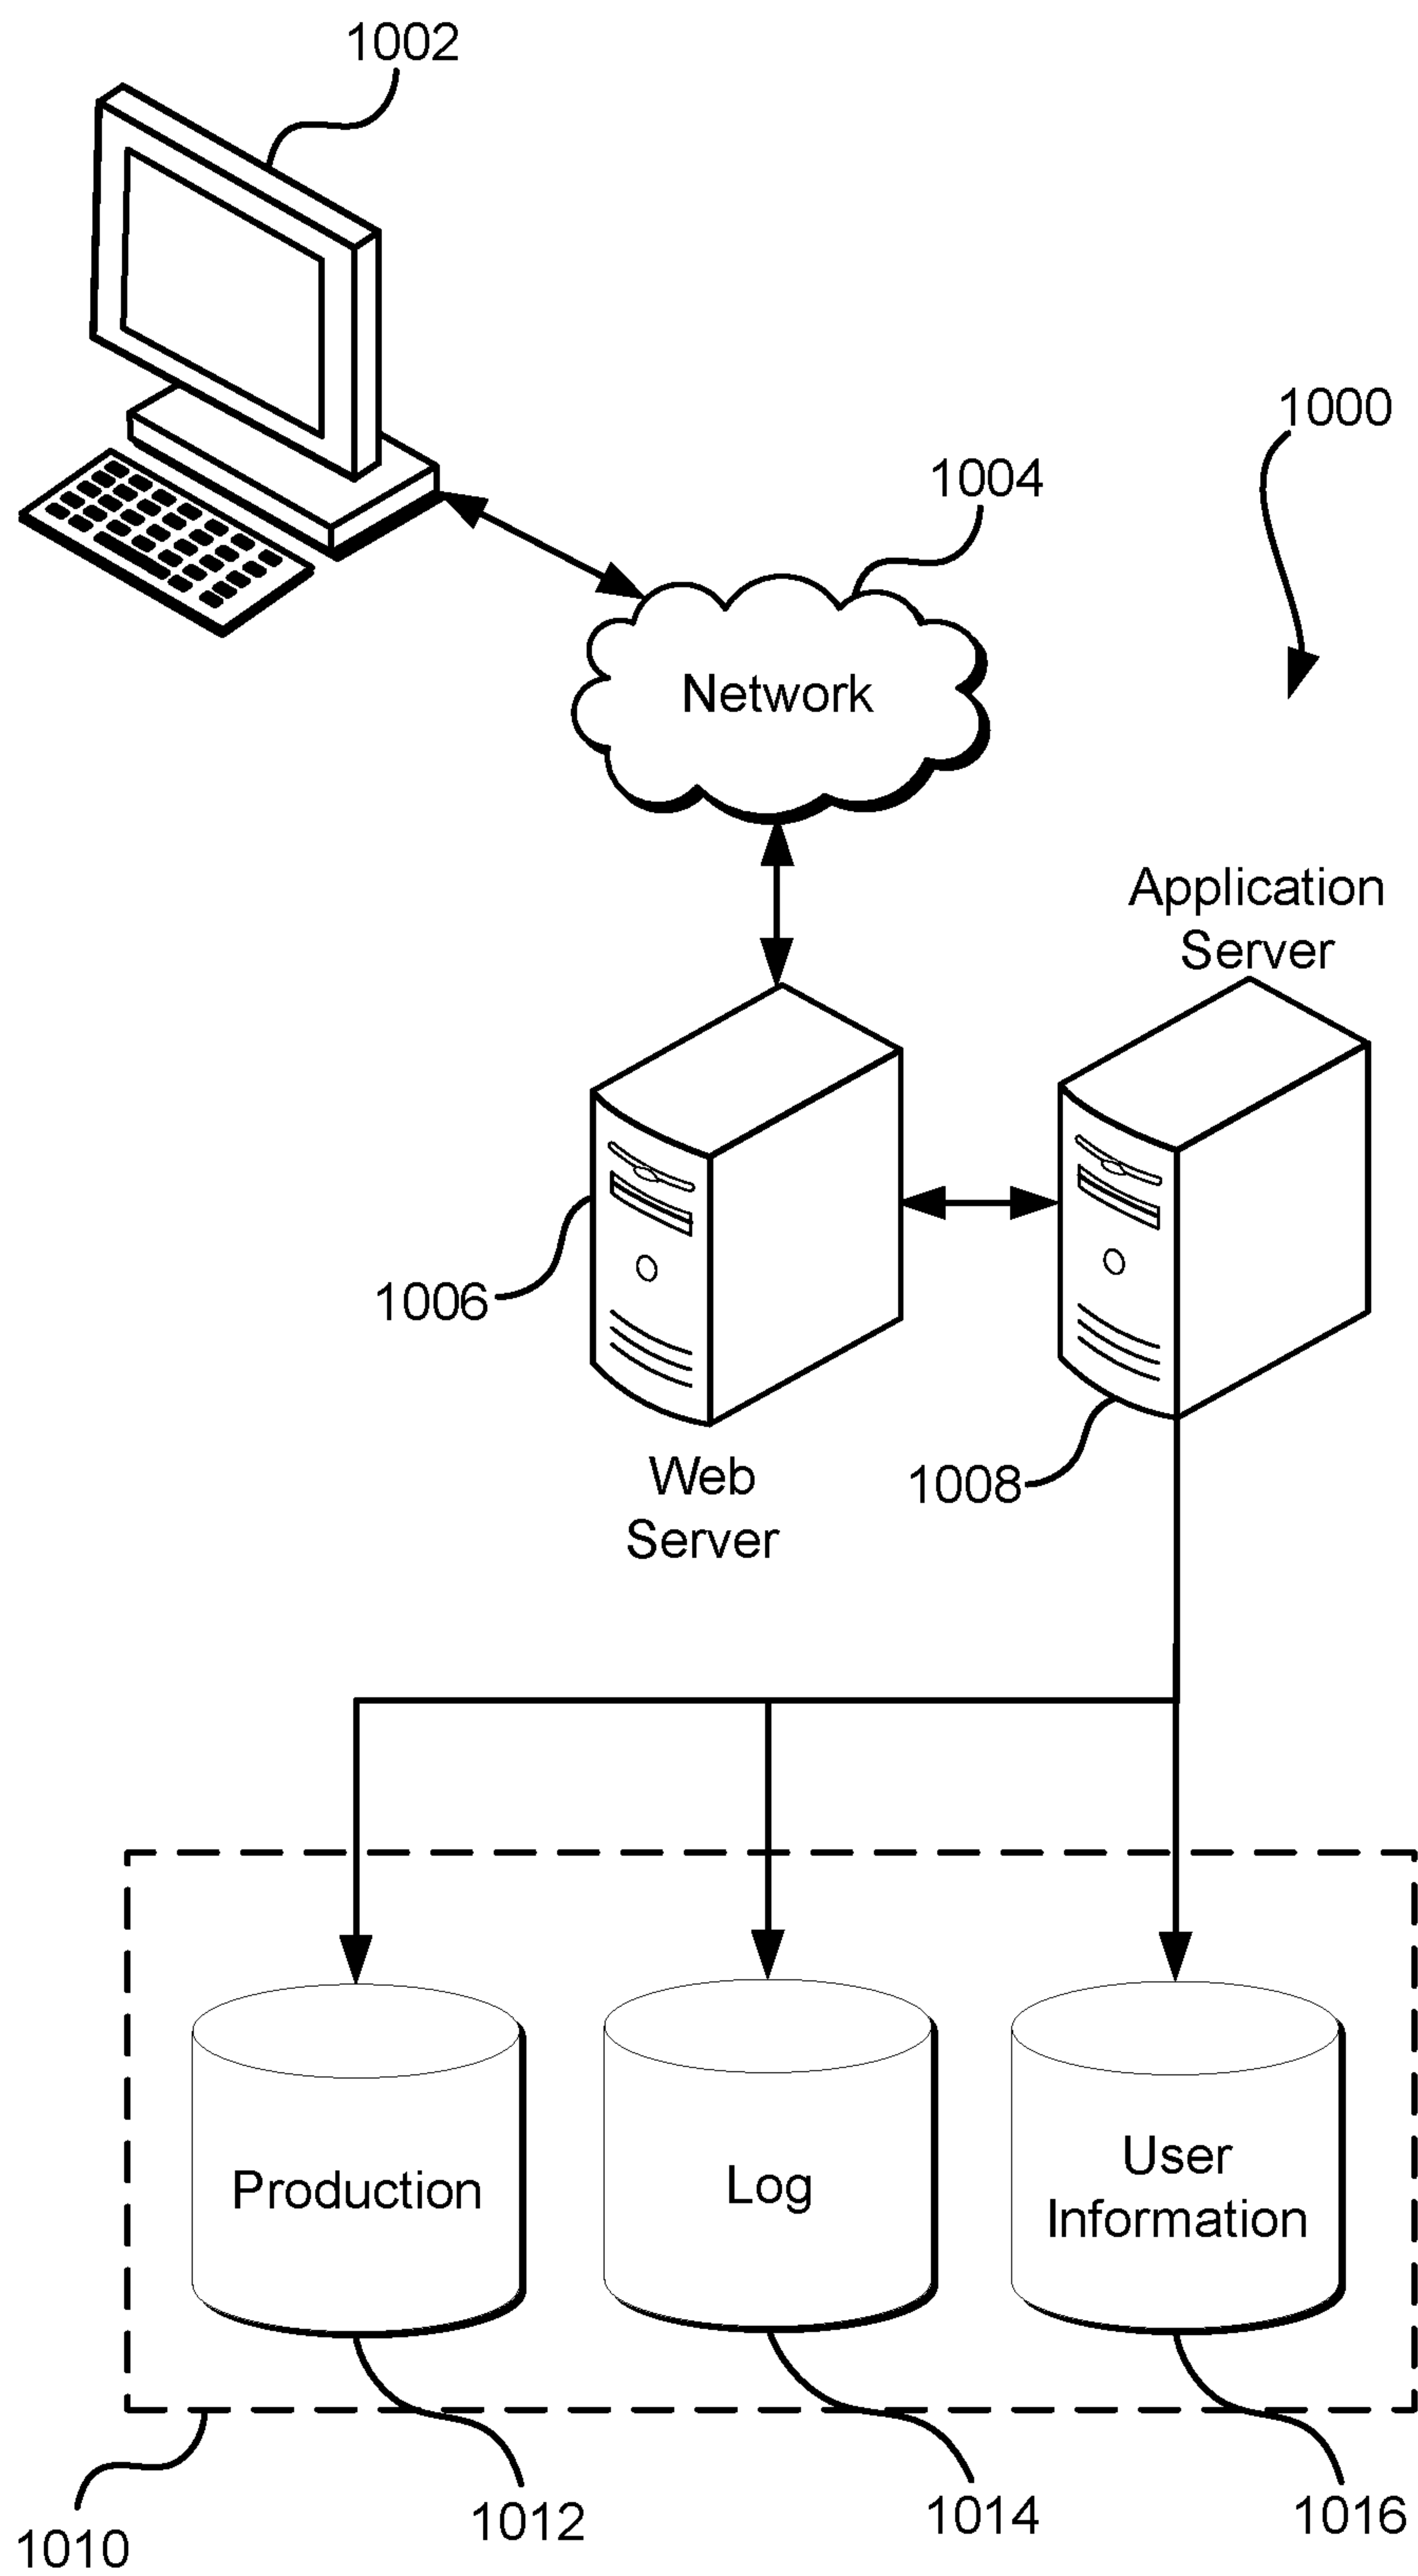 1002
1000
1004
Network
Application
Server
1006
Web
Server
1008
Production
Log
User
Information
1010
1012
1014
1016